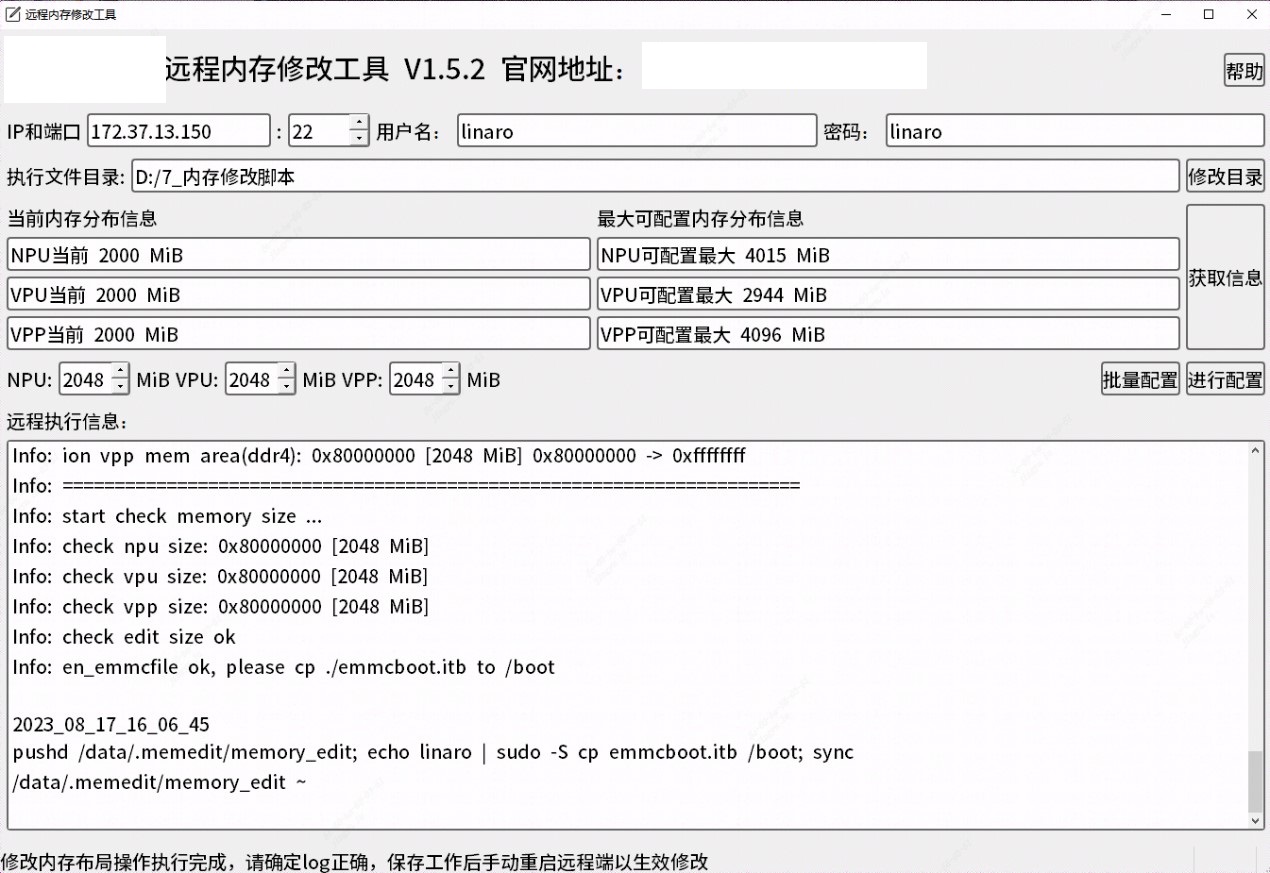 远程内存修改工具
远程内存修改工具 V1.5.2 官网地址：
帮助
IP和端口 172.37.13.150 : 22 用户名： linaro 密码： linaro
执行文件目录: D:/7_内存修改脚本 修改目录
当前内存分布信息 最大可配置内存分布信息
NPU当前 2000 MiB NPU可配置最大 4015 MiB
VPU当前 2000 MiB VPU可配置最大 2944 MiB
获取信息
VPP当前 2000 MiB VPP可配置最大 4096 MiB
NPU: 2048 MiB VPU: 2048 MiB VPP: 2048 MiB 批量配置 进行配置
远程执行信息:
Info: ion vpp mem area(ddr4): 0x80000000 [2048 MiB] 0x80000000 -> 0xffffffff
Info: =======================================================================
Info: start check memory size ...
Info: check npu size: 0x80000000 [2048 MiB]
Info: check vpu size: 0x80000000 [2048 MiB]
Info: check vpp size: 0x80000000 [2048 MiB]
Info: check edit size ok
Info: en_emmcfile ok, please cp ./emmcboot.itb to /boot
2023_08_17_16_06_45
pushd /data/.memedit/memory_edit; echo linaro | sudo -S cp emmcboot.itb /boot; sync
/data/.memedit/memory_edit ~
修改内存布局操作执行完成，请确定log正确，保存工作后手动重启远程端以生效修改